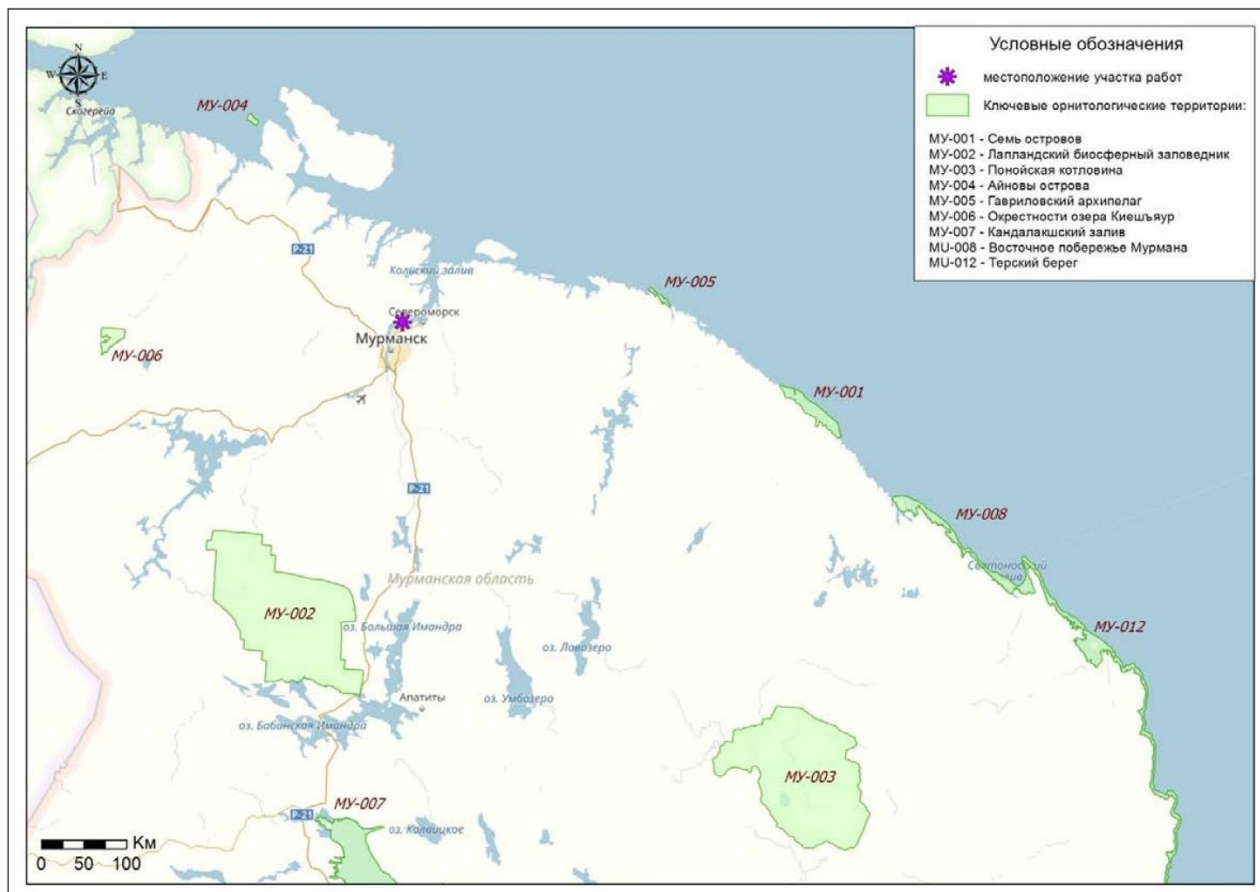 Условные обозначения
местоположение участка работ
Ключевые орнитологические территории:
МУ-001 - Семь островов
МУ-002 - Лапландский биосферный заповедник
МУ-003 - Понойская котловина
МУ-004 - Айновы острова
МУ-005 - Гавриловский архипелаг
МУ-006 - Окрестности озера Киешъяур
МУ-007 - Кандалакшский залив
MU-008 - Восточное побережье Мурмана
MU-012 - Терский берег
N
W E
S
Скогерейа
МУ-004
Р-21
Кольский залив
МУ-005
Североморск
Мурманск
МУ-006
МУ-001
Р-21
МУ-008
Святоносский
залив
Мурманская область
МУ-002
оз. Большая Имандра
МУ-012
оз. Ловозеро
Апатиты
оз. Умбозеро
оз. Бабинская Имандра
МУ-003
МУ-007
Р-21
оз. Колвицкое
Км
0 50 100